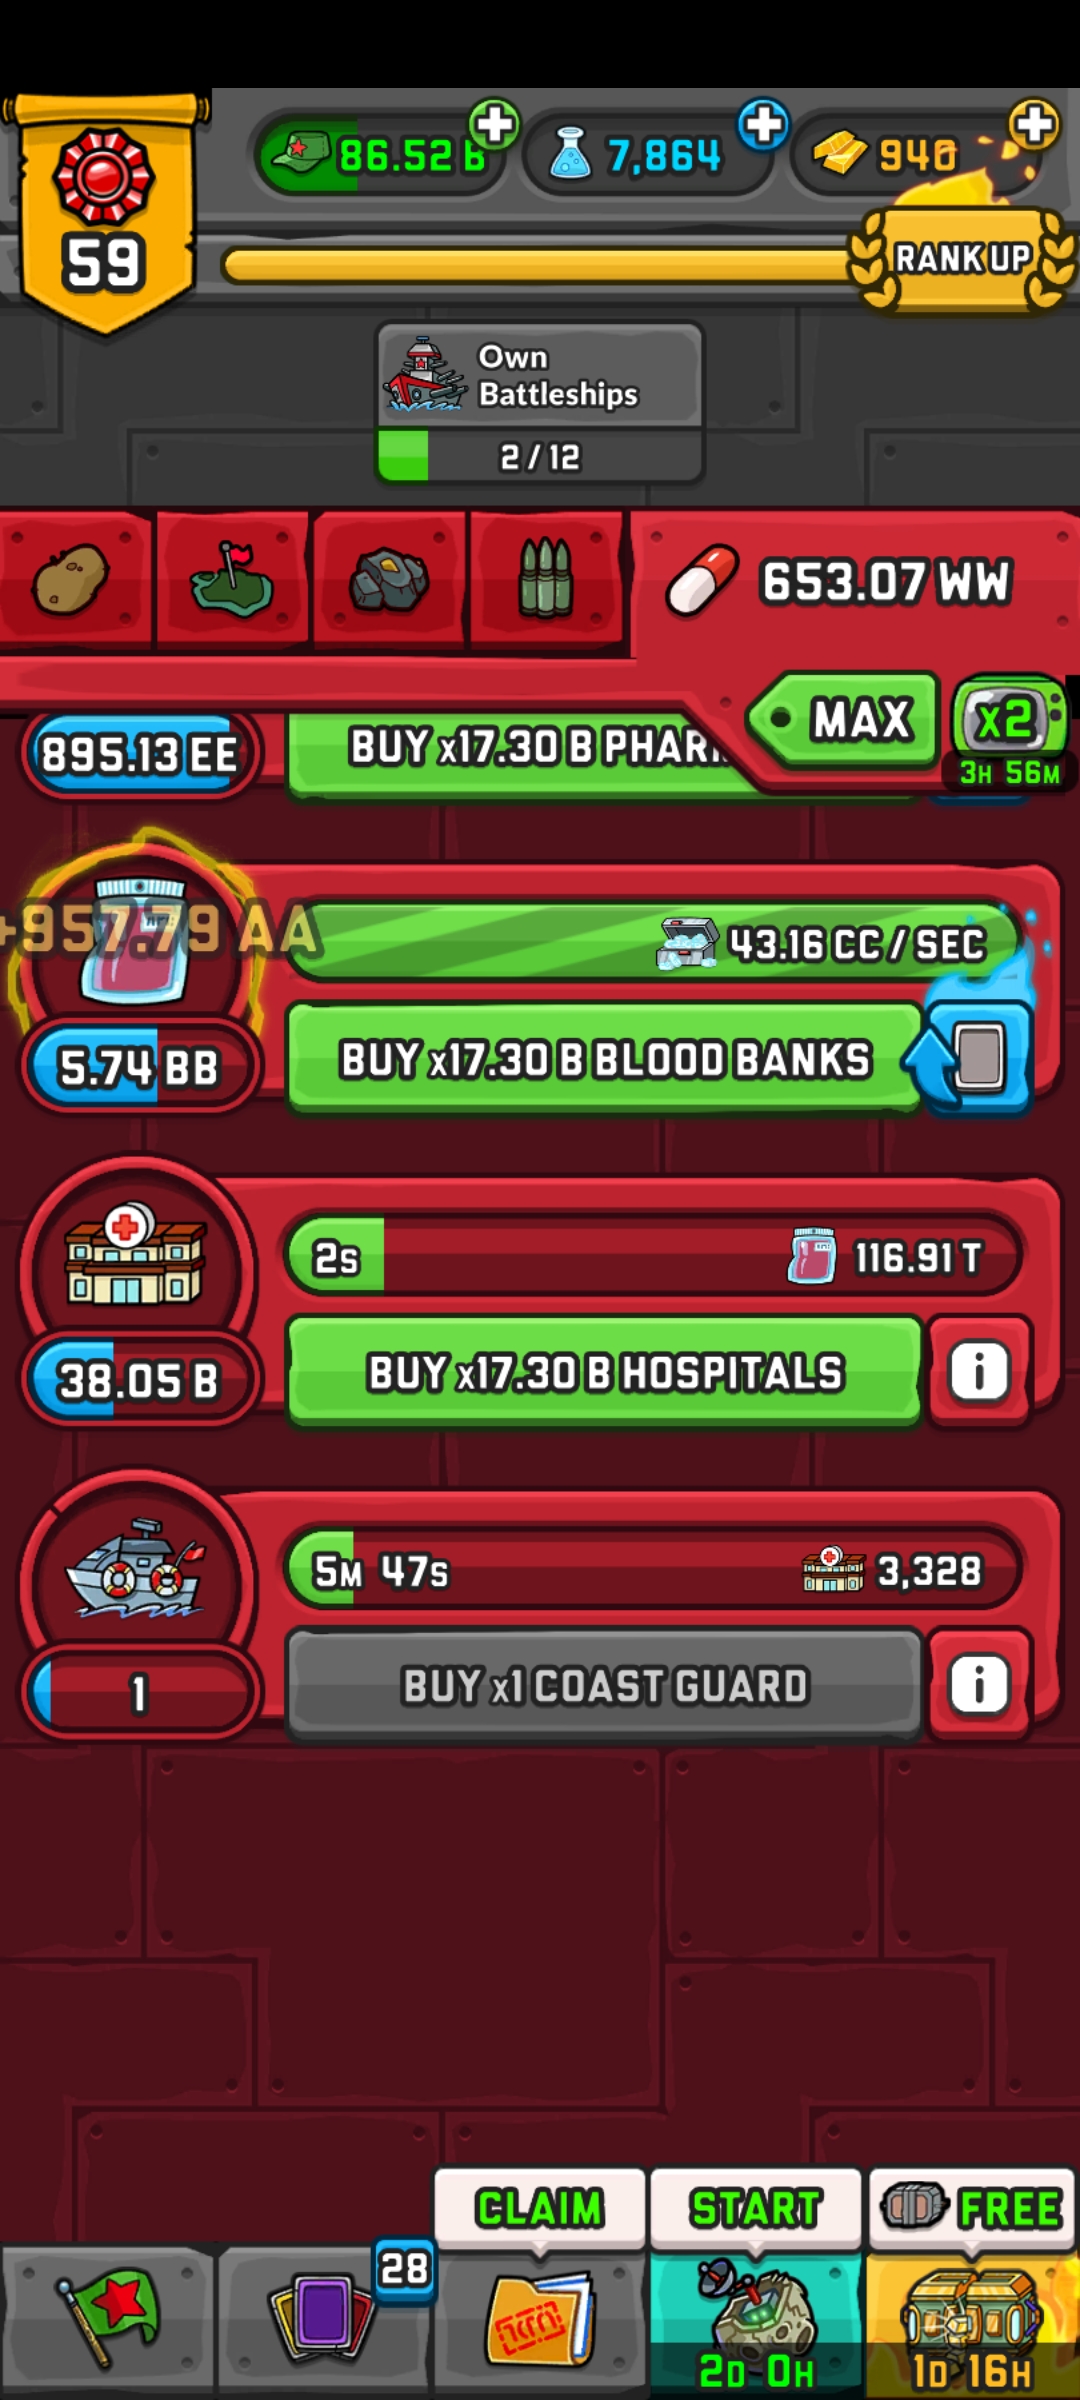 59
86.52 B
7,864
940
RANK UP
Own
Battleships
2 / 12
653.07 WW
MAX
x2
3H 56M
895.13 EE
BUY x17.30 B PHAR
+957.79 AA
43.16 CC / SEC
5.74 BB
BUY x17.30 B BLOOD BANKS
2s
116.91 T
38.05 B
BUY x17.30 B HOSPITALS
i
5M 47s
3,328
1
BUY x1 COAST GUARD
i
CLAIM
START
FREE
28
2D 0H
1D 16H